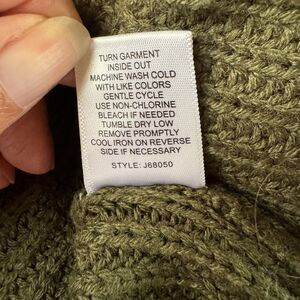 TURN GARMENT
INSIDE OUT
MACHINE WASH COLD
WITH LIKE COLORS
GENTLE CYCLE
USE NON-CHLORINE
BLEACH IF NEEDED
TUMBLE DRY LOW
REMOVE PROMPTLY
COOL IRON ON REVERSE
SIDE IF NECESSARY
STYLE: J68050